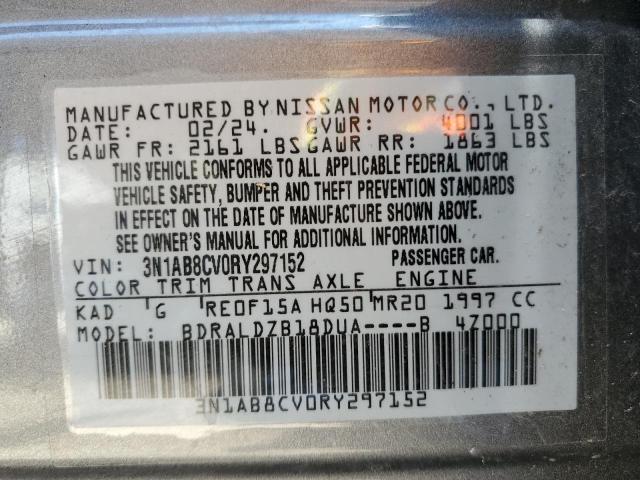 MANUFACTURED BY NISSAN MOTOR CO., LTD.
DATE: 02/24. GVWR: 4001 LBS
GAWR FR: 2161 LBS GAWR RR: 1863 LBS
THIS VEHICLE CONFORMS TO ALL APPLICABLE FEDERAL MOTOR
VEHICLE SAFETY, BUMPER AND THEFT PREVENTION STANDARDS
IN EFFECT ON THE DATE OF MANUFACTURE SHOWN ABOVE.
SEE OWNER'S MANUAL FOR ADDITIONAL INFORMATION.
VIN: 3N1AB8CV0RY297152 PASSENGER CAR.
COLOR TRIM TRANS AXLE ENGINE
KAD G RE0F15A HQ50 MR20 1997 CC
MODEL: BDRALDZB18DUA----B 4Z000
3N1AB8CV0RY297152